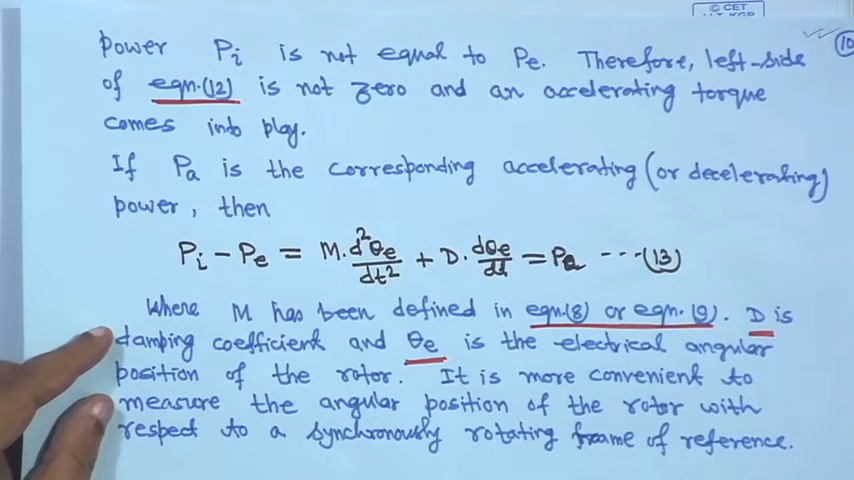 © CET
I.I.T. KGP
10
Power Pi is not equal to Pe. Therefore, left-side
of eqn.(12) is not zero and an accelerating torque
comes into play.
If Pa is the corresponding accelerating (or decelerating)
power, then
Pi - Pe = M. d²θe/dt² + D. dθe/dt = Pa ---(13)
Where M has been defined in eqn.(8) or eqn.(9). D is
damping coefficient and θe is the electrical angular
position of the rotor. It is more convenient to
measure the angular position of the rotor with
respect to a synchronously rotating frame of reference.